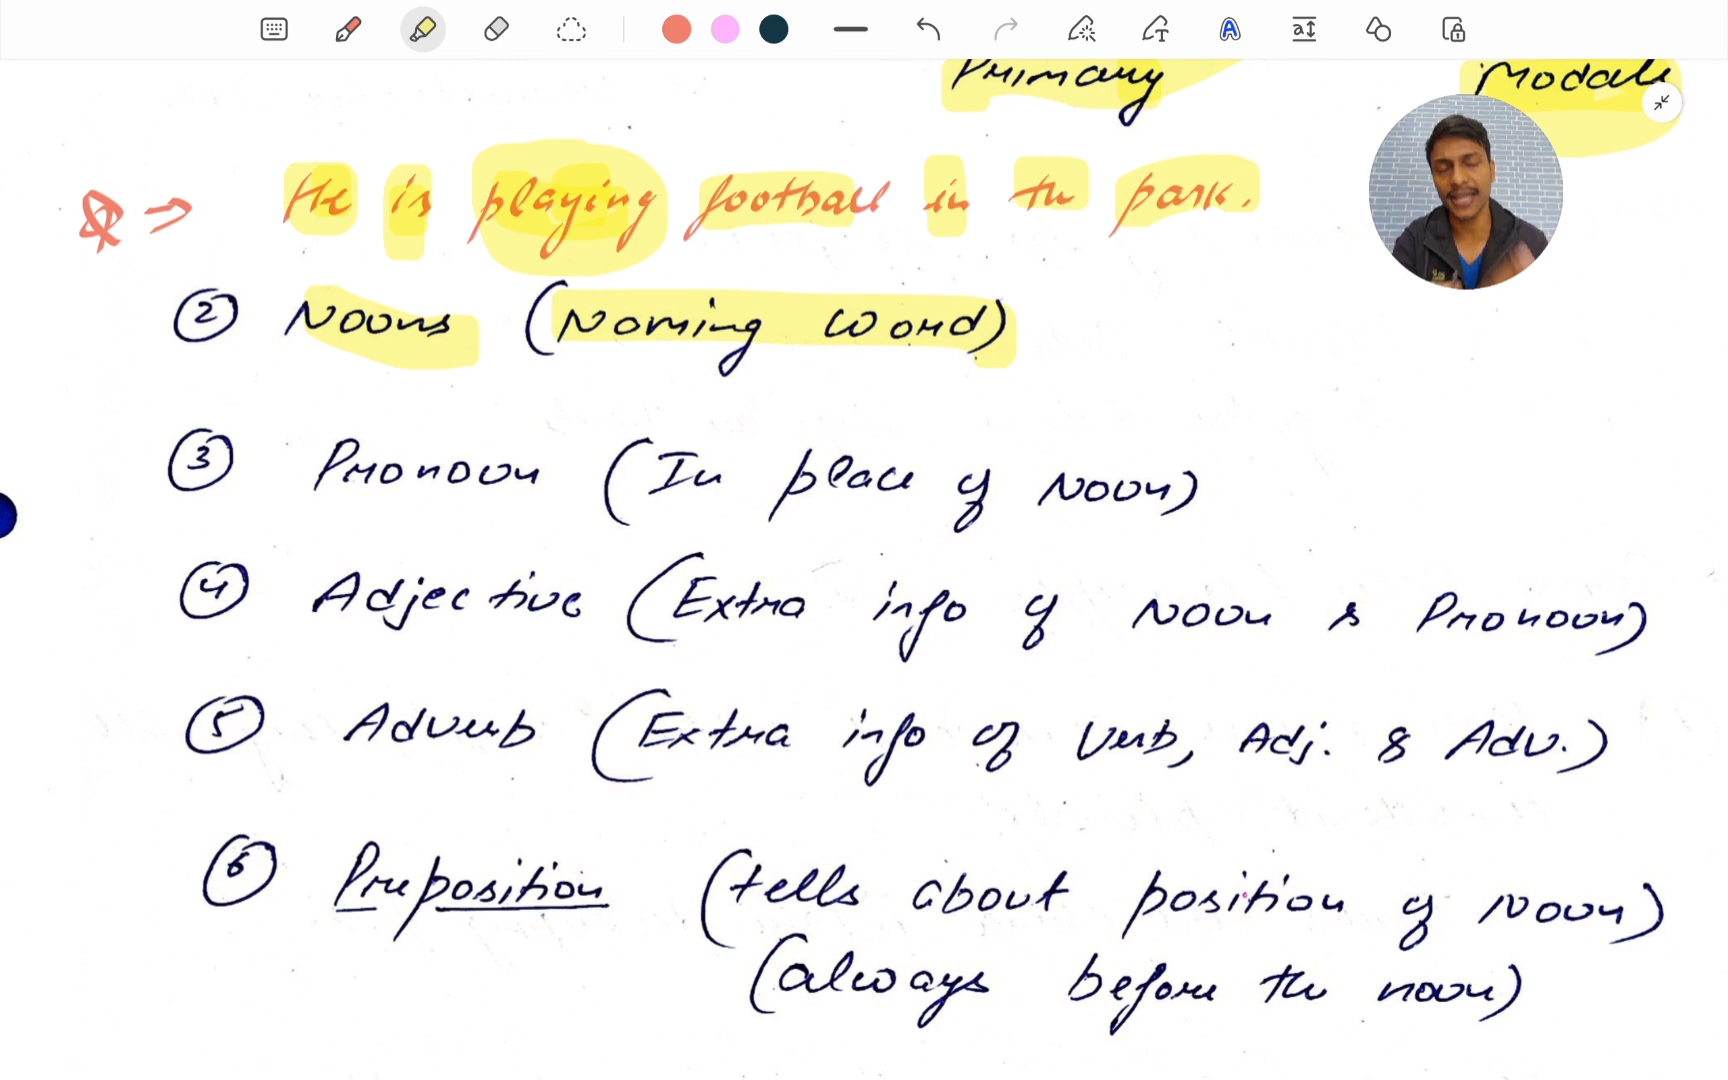 Primary Modals
Q → He is playing football in the park.
② Nouns (Noming word)
③ Pronoun (In place of Noun)
④ Adjective (Extra info of Noun & Pronoun)
⑤ Adverb (Extra info of Verb, Adj. & Adv.)
⑥ Preposition (tells about position of Noun)
(always before the noun)